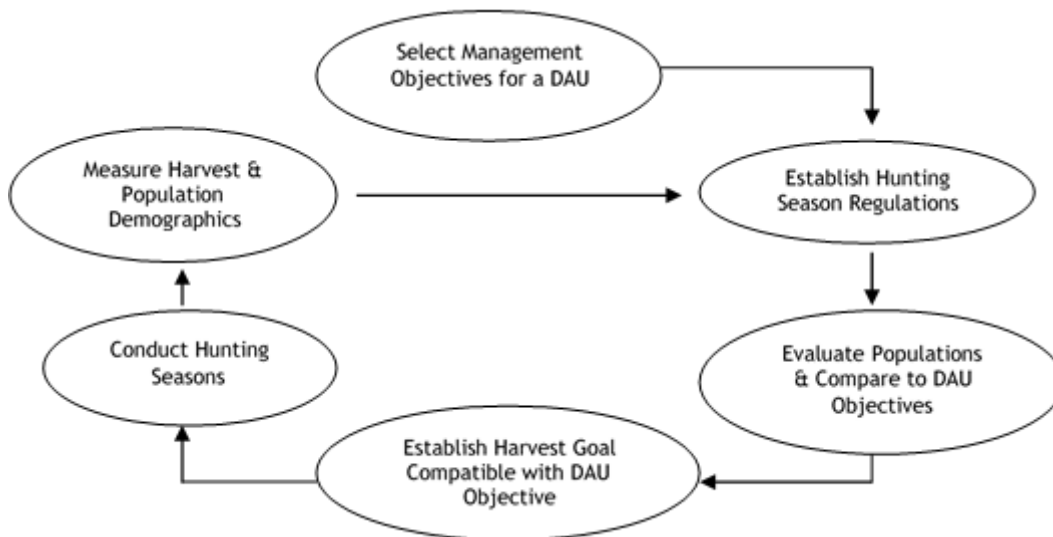 Select Management
Objectives for a DAU
Measure Harvest &
Population
Demographics
Establish Hunting
Season Regulations
Conduct Hunting
Seasons
Evaluate Populations
& Compare to DAU
Objectives
Establish Harvest Goal
Compatible with DAU
Objective